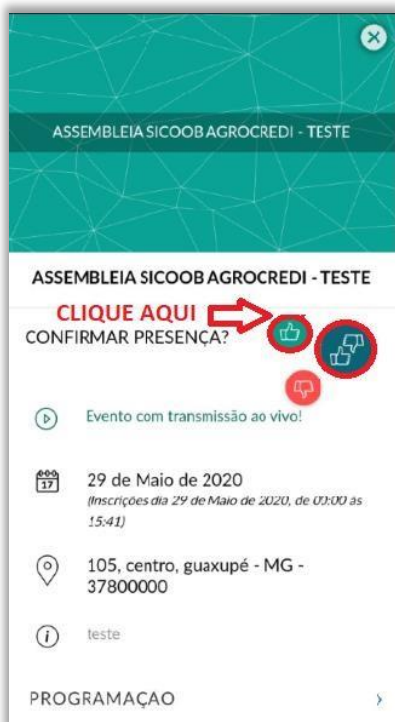 ASSEMBLEIA SICOOB AGROCREDI - TESTE
ASSEMBLEIA SICOOB AGROCREDI - TESTE
CLIQUE AQUI
CONFIRMAR PRESENÇA?
Evento com transmissão ao vivo!
17
29 de Maio de 2020
(Inscrições dia 29 de Maio de 2020, de 00:00 às
15:41)
105, centro, guaxupé - MG -
37800000
teste
PROGRAMAÇAO